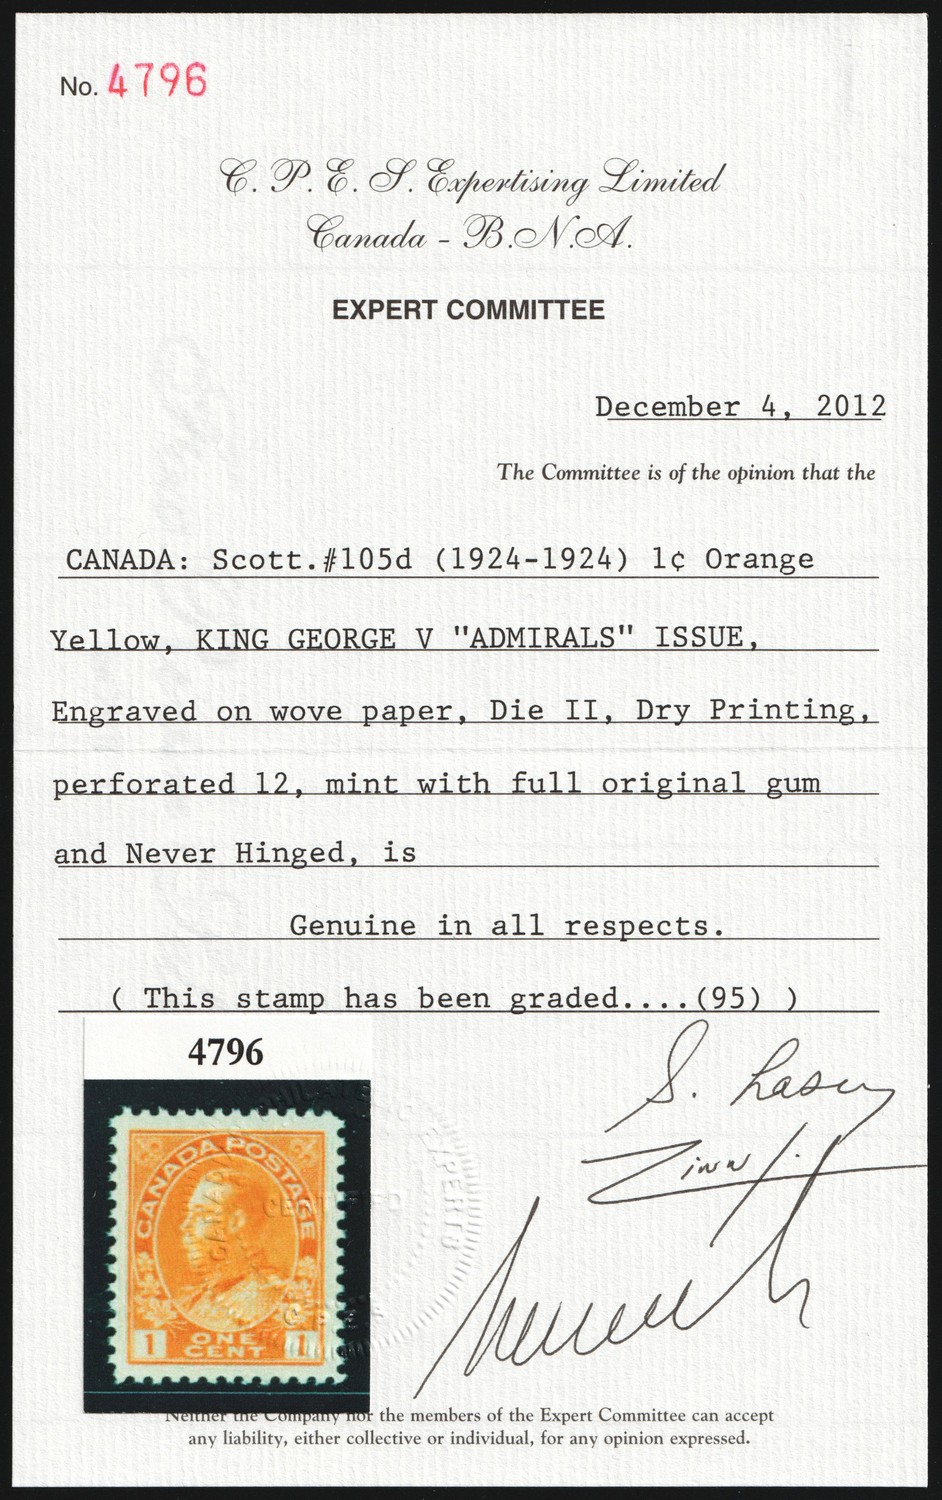 No. 4796
C. P. E. S. Expertising Limited
Canada - B.N.A.
EXPERT COMMITTEE
December 4, 2012
The Committee is of the opinion that the
CANADA: Scott.#105d (1924-1924) 1¢ Orange
Yellow, KING GEORGE V "ADMIRALS" ISSUE,
Engraved on wove paper, Die II, Dry Printing,
perforated 12, mint with full original gum
and Never Hinged, is
Genuine in all respects.
( This stamp has been graded....(95) )
4796
S. Lasen
Zinn J.
CANADA POSTAGE
1 ONE CENT 1
CERTIFIED
Neither the Company nor the members of the Expert Committee can accept
any liability, either collective or individual, for any opinion expressed.